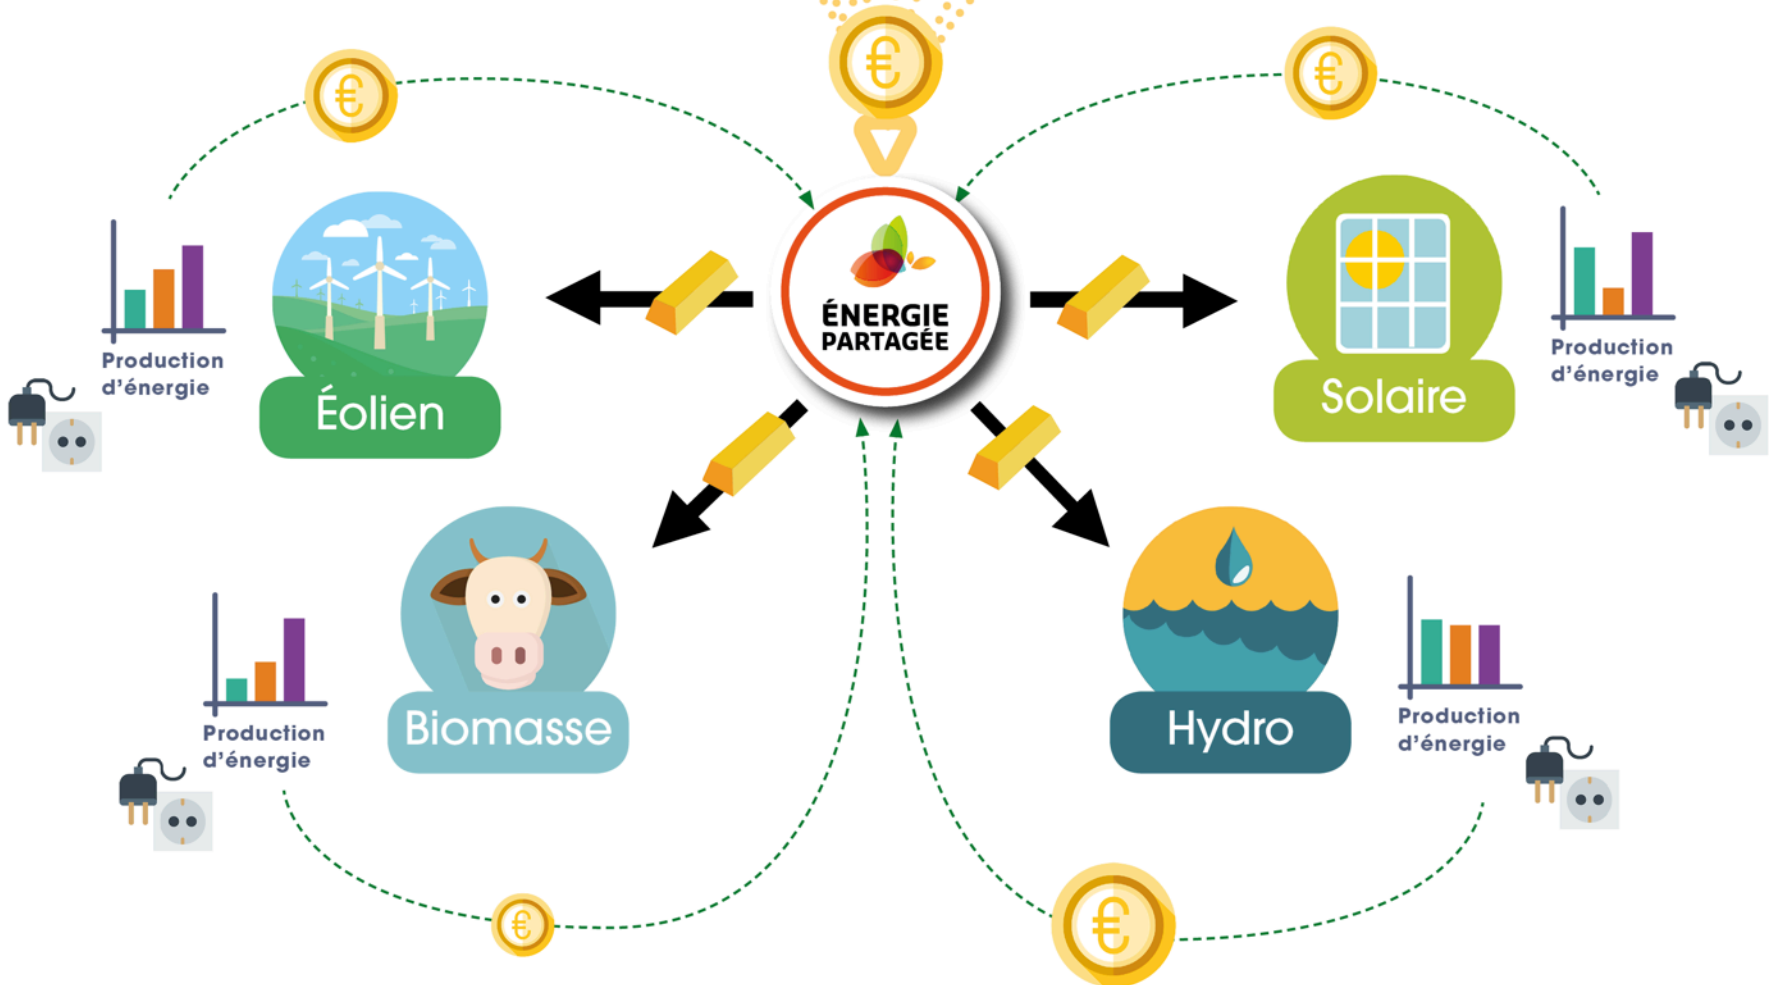 €
€
€
ÉNERGIE
PARTAGÉE
Production
d'énergie
Éolien
Solaire
Production
d'énergie
Production
d'énergie
Biomasse
Hydro
Production
d'énergie
€
€